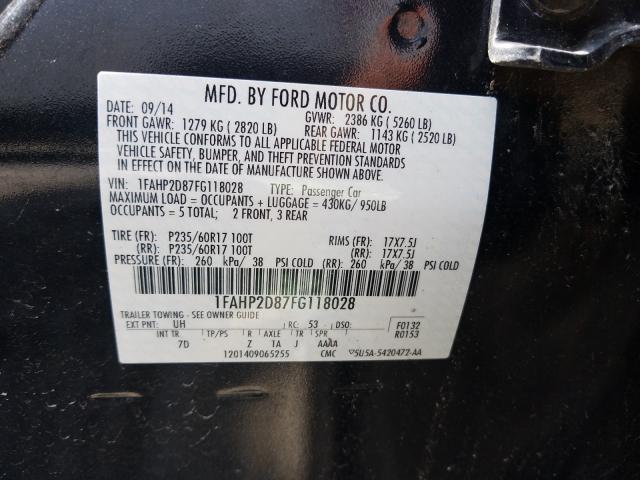 MFD. BY FORD MOTOR CO.
DATE: 09/14 GVWR: 2386 KG ( 5260 LB)
FRONT GAWR: 1279 KG ( 2820 LB) REAR GAWR: 1143 KG ( 2520 LB)
THIS VEHICLE CONFORMS TO ALL APPLICABLE FEDERAL MOTOR
VEHICLE SAFETY, BUMPER, AND THEFT PREVENTION STANDARDS
IN EFFECT ON THE DATE OF MANUFACTURE SHOWN ABOVE.
VIN: 1FAHP2D87FG118028 TYPE: Passenger Car
MAXIMUM LOAD = OCCUPANTS + LUGGAGE = 430KG/ 950LB
OCCUPANTS = 5 TOTAL; 2 FRONT, 3 REAR
TIRE (FR): P235/60R17 100T RIMS (FR): 17X7.5J
(RR): P235/60R17 100T (RR): 17X7.5J
PRESSURE (FR): 260 kPa/ 38 PSI COLD (RR): 260 kPa/ 38 PSI COLD
1FAHP2D87FG118028
TRAILER TOWING - SEE OWNER GUIDE
EXT PNT: UH RC: 53 DSO: F0132
INT TR TP/PS R AXLE TR SPR R0153
7D Z 1A J AAAA
1201409065255 CMC 5U5A-5420472-AA